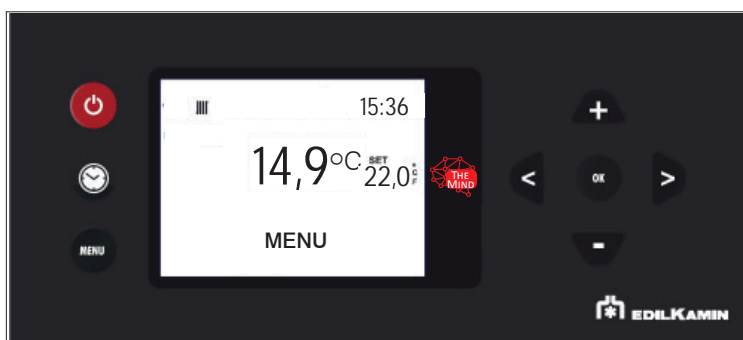 15:36
14,9°C SET 22,0 °C F
THE MIND
MENU
< OK >
MENU
+
-
EDILKAMIN